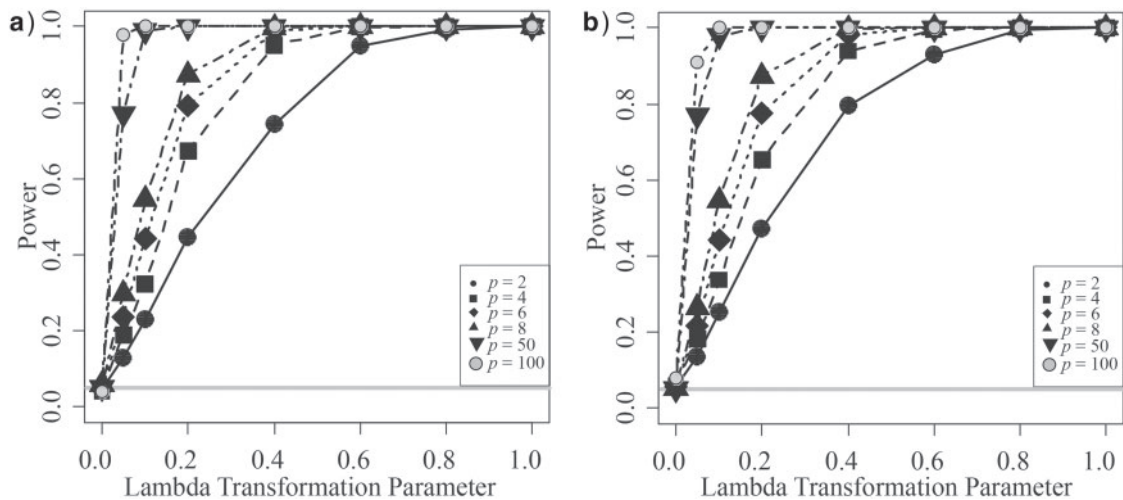 a)
Power
1.0
0.8
0.6
0.4
0.2
0.0
p = 2
p = 4
p = 6
p = 8
p = 50
p = 100
0.0 0.2 0.4 0.6 0.8 1.0
Lambda Transformation Parameter
b)
Power
1.0
0.8
0.6
0.4
0.2
0.0
p = 2
p = 4
p = 6
p = 8
p = 50
p = 100
0.0 0.2 0.4 0.6 0.8 1.0
Lambda Transformation Parameter